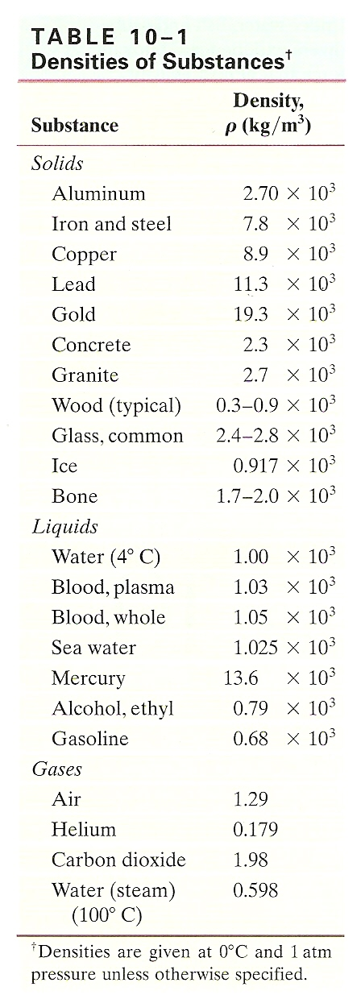 TABLE 10–1
Densities of Substances†
Density,
Substance ρ (kg/m³)
Solids
Aluminum 2.70 × 10³
Iron and steel 7.8 × 10³
Copper 8.9 × 10³
Lead 11.3 × 10³
Gold 19.3 × 10³
Concrete 2.3 × 10³
Granite 2.7 × 10³
Wood (typical) 0.3–0.9 × 10³
Glass, common 2.4–2.8 × 10³
Ice 0.917 × 10³
Bone 1.7–2.0 × 10³
Liquids
Water (4° C) 1.00 × 10³
Blood, plasma 1.03 × 10³
Blood, whole 1.05 × 10³
Sea water 1.025 × 10³
Mercury 13.6 × 10³
Alcohol, ethyl 0.79 × 10³
Gasoline 0.68 × 10³
Gases
Air 1.29
Helium 0.179
Carbon dioxide 1.98
Water (steam) 0.598
(100° C)
†Densities are given at 0°C and 1 atm
pressure unless otherwise specified.